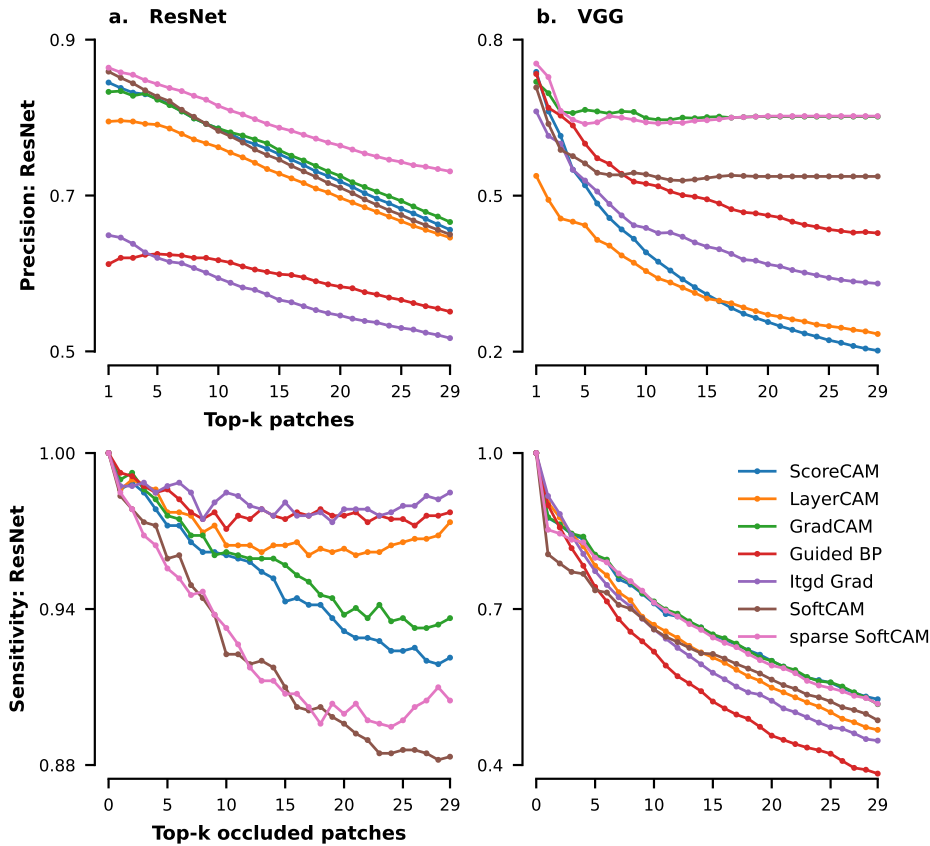 a. ResNet
b. VGG
Precision: ResNet
0.9
0.7
0.5
1 5 10 15 20 25 29
Top-k patches
0.8
0.5
0.2
1 5 10 15 20 25 29
Sensitivity: ResNet
1.00
0.94
0.88
0 5 10 15 20 25 29
Top-k occluded patches
1.0
0.7
0.4
0 5 10 15 20 25 29
ScoreCAM
LayerCAM
GradCAM
Guided BP
Itgd Grad
SoftCAM
sparse SoftCAM